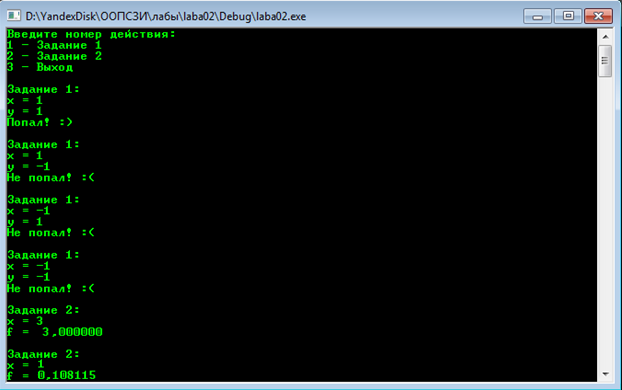 D:\YandexDisk\ООПСЗИ\лабы\laba02\Debug\laba02.exe
Введите номер действия:
1 - Задание 1
2 - Задание 2
3 - Выход
Задание 1:
x = 1
y = 1
Попал! :)
Задание 1:
x = 1
y = -1
Не попал! :(
Задание 1:
x = -1
y = 1
Не попал! :(
Задание 1:
x = -1
y = -1
Не попал! :(
Задание 2:
x = 3
f =  3,000000
Задание 2:
x = 1
f = 0,108115